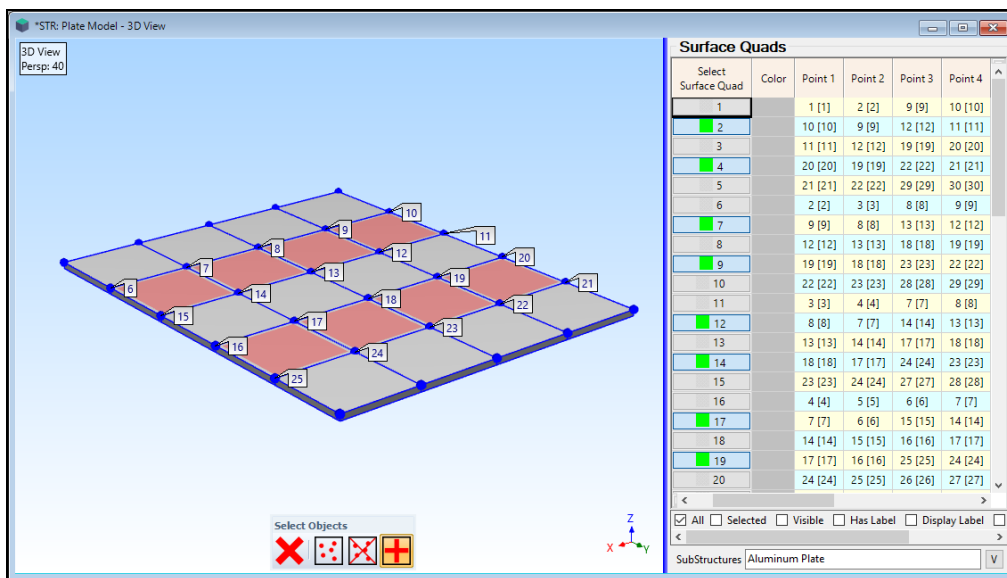 *STR: Plate Model - 3D View
3D View
Persp: 40
10
9
11
8
12
20
7
13
19
21
6
14
18
22
15
17
23
16
24
25
Select Objects
Z
X
Y
Surface Quads
Select Surface Quad Color Point 1 Point 2 Point 3 Point 4
1 1 [1] 2 [2] 9 [9] 10 [10]
2 10 [10] 9 [9] 12 [12] 11 [11]
3 11 [11] 12 [12] 19 [19] 20 [20]
4 20 [20] 19 [19] 22 [22] 21 [21]
5 21 [21] 22 [22] 29 [29] 30 [30]
6 2 [2] 3 [3] 8 [8] 9 [9]
7 9 [9] 8 [8] 13 [13] 12 [12]
8 12 [12] 13 [13] 18 [18] 19 [19]
9 19 [19] 18 [18] 23 [23] 22 [22]
10 22 [22] 23 [23] 28 [28] 29 [29]
11 3 [3] 4 [4] 7 [7] 8 [8]
12 8 [8] 7 [7] 14 [14] 13 [13]
13 13 [13] 14 [14] 17 [17] 18 [18]
14 18 [18] 17 [17] 24 [24] 23 [23]
15 23 [23] 24 [24] 27 [27] 28 [28]
16 4 [4] 5 [5] 6 [6] 7 [7]
17 7 [7] 6 [6] 15 [15] 14 [14]
18 14 [14] 15 [15] 16 [16] 17 [17]
19 17 [17] 16 [16] 25 [25] 24 [24]
20 24 [24] 25 [25] 26 [26] 27 [27]
All Selected Visible Has Label Display Label
SubStructures Aluminum Plate V